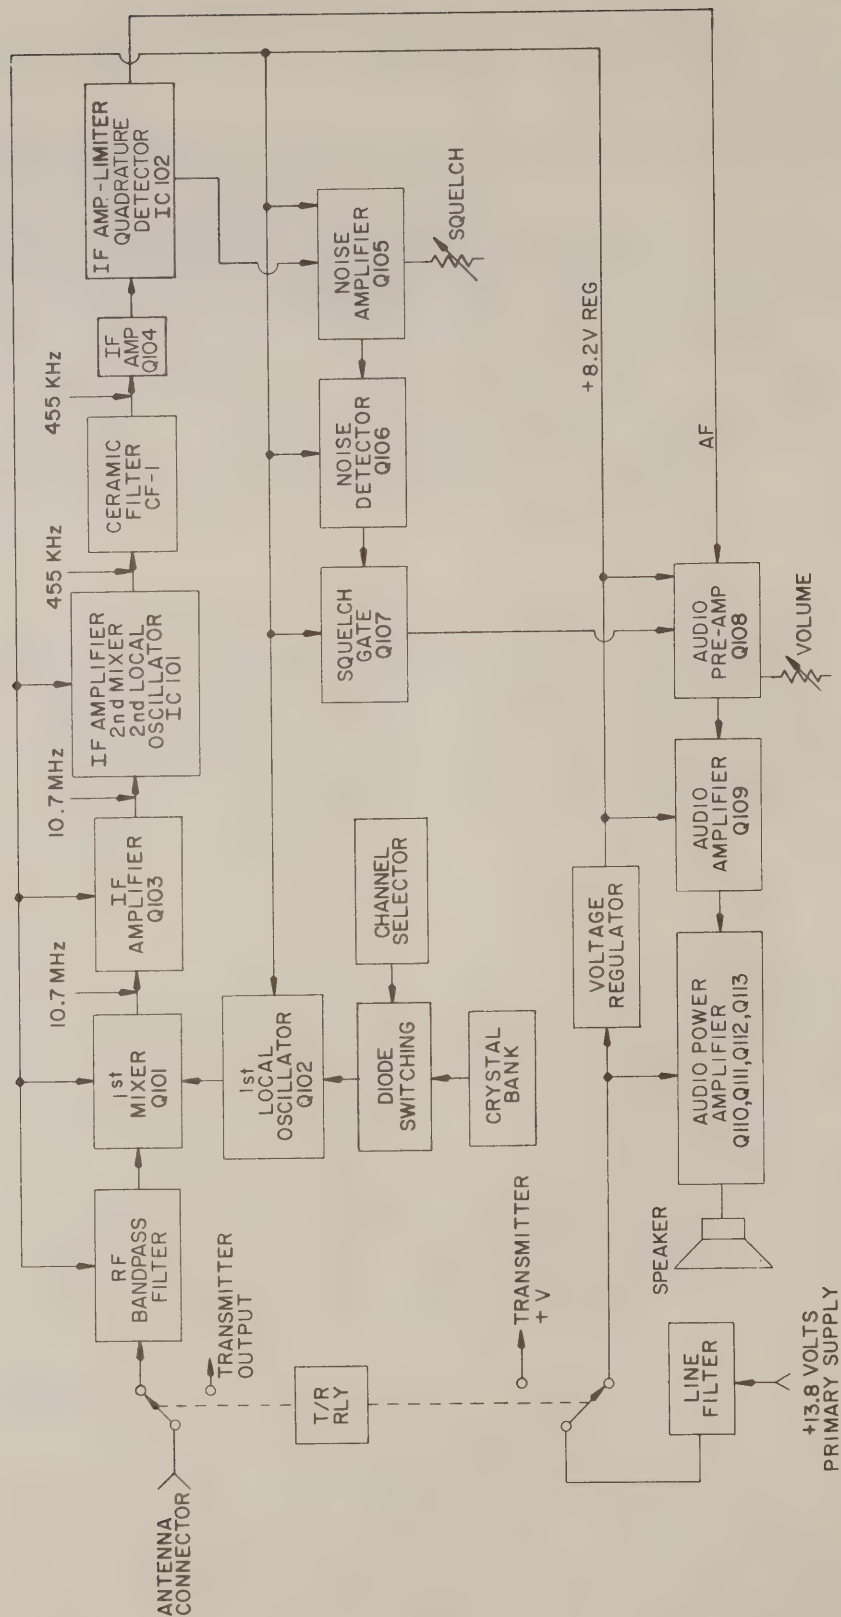 ANTENNA
CONNECTOR
TRANSMITTER
OUTPUT
RF
BANDPASS
FILTER
1st
MIXER
Q101
10.7 MHz
IF
AMPLIFIER
Q103
10.7 MHz
IF AMPLIFIER
2nd MIXER
2nd LOCAL
OSCILLATOR
IC 101
455 KHz
CERAMIC
FILTER
CF-1
455 KHz
IF
AMP
Q104
IF AMP.-LIMITER
QUADRATURE
DETECTOR
IC 102
1st
LOCAL
OSCILLATOR
Q102
DIODE
SWITCHING
CHANNEL
SELECTOR
CRYSTAL
BANK
SQUELCH
GATE
Q107
NOISE
DETECTOR
Q106
NOISE
AMPLIFIER
Q105
SQUELCH
T/R
RLY
TRANSMITTER
+ V
VOLTAGE
REGULATOR
+8.2V REG
AF
LINE
FILTER
+13.8 VOLTS
PRIMARY SUPPLY
SPEAKER
AUDIO POWER
AMPLIFIER
Q110,Q111,Q112,Q113
AUDIO
AMPLIFIER
Q109
AUDIO
PRE-AMP
Q108
VOLUME